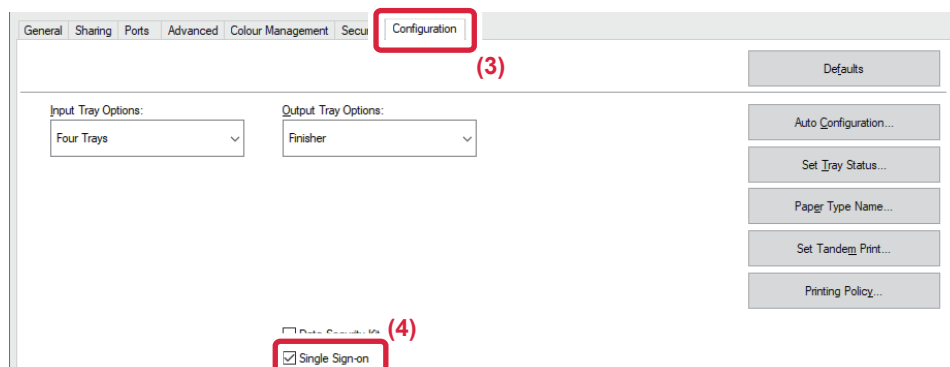 General Sharing Ports Advanced Colour Management Secur Configuration
(3)
Defaults
Input Tray Options:
Output Tray Options:
Four Trays
Finisher
Auto Configuration...
Set Tray Status...
Paper Type Name...
Set Tandem Print...
Printing Policy...
(4)
Single Sign-on